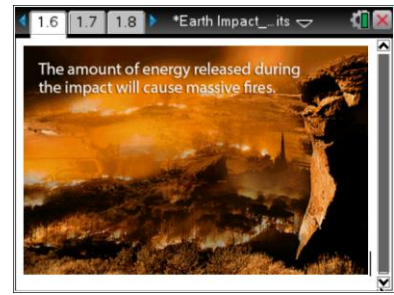 1.6 1.7 1.8 *Earth Impact_...its
The amount of energy released during
the impact will cause massive fires.